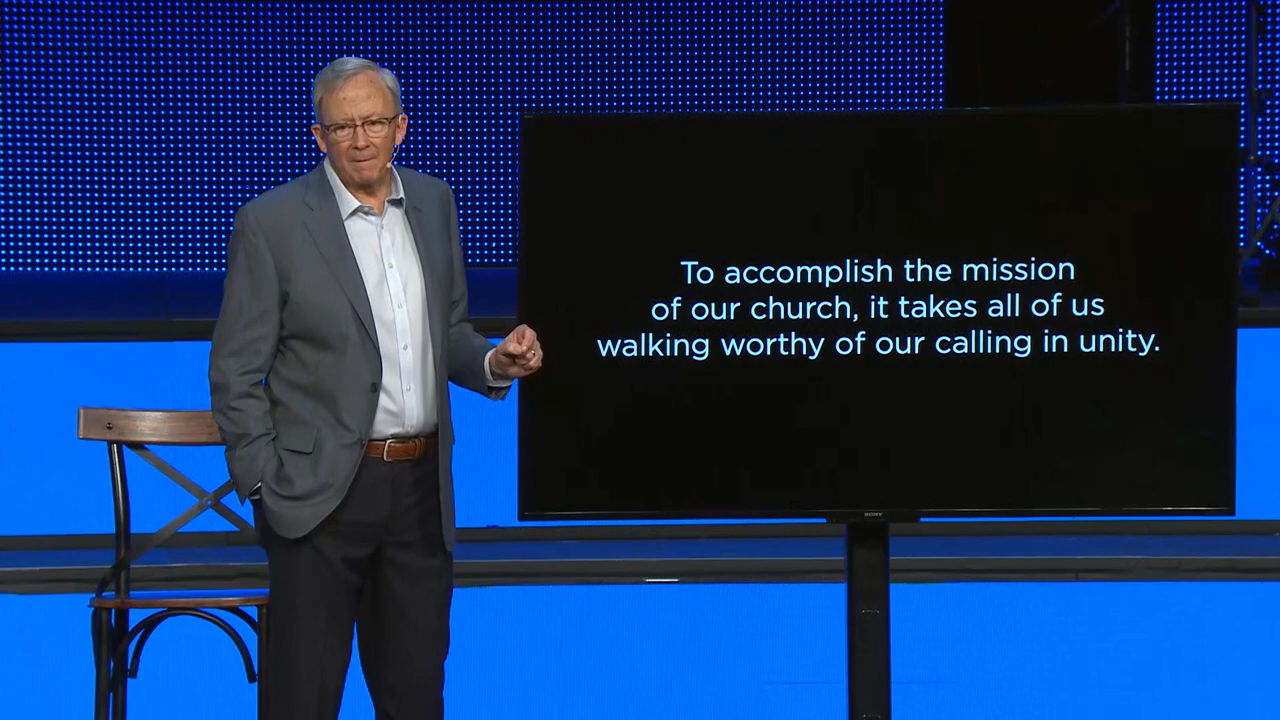 To accomplish the mission
of our church, it takes all of us
walking worthy of our calling in unity.
SONY